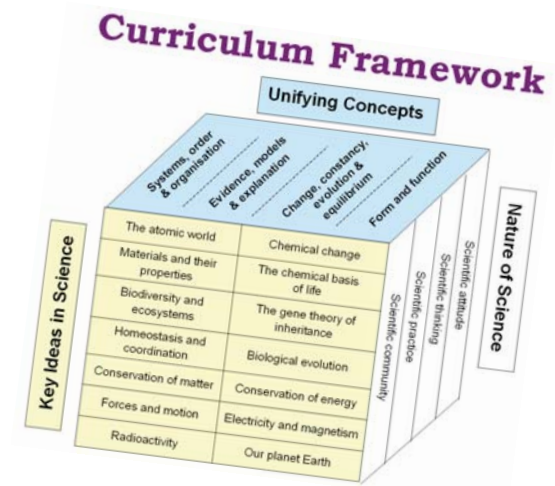 Curriculum Framework
Unifying Concepts
Systems, order
& organisation
Evidence, models
& explanation
Change, constancy,
evolution &
equilibrium
Form and function
Key Ideas in Science
The atomic world
Chemical change
Materials and their
properties
The chemical basis
of life
Biodiversity and
ecosystems
The gene theory of
inheritance
Homeostasis and
coordination
Biological evolution
Conservation of matter
Conservation of energy
Forces and motion
Electricity and magnetism
Radioactivity
Our planet Earth
Scientific community
Scientific practice
Scientific thinking
Scientific attitude
Nature of Science